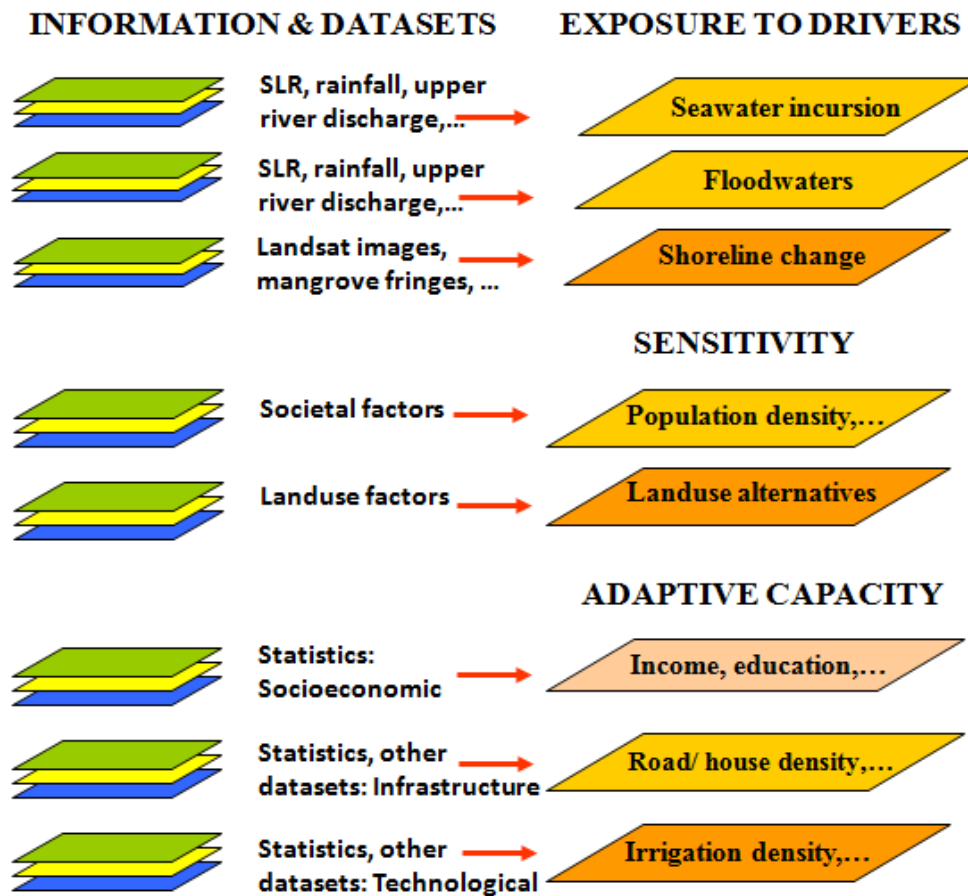 INFORMATION & DATASETS
EXPOSURE TO DRIVERS
SLR, rainfall, upper
river discharge,...
Seawater incursion
SLR, rainfall, upper
river discharge,...
Floodwaters
Landsat images,
mangrove fringes, ...
Shoreline change
SENSITIVITY
Societal factors
Population density,...
Landuse factors
Landuse alternatives
ADAPTIVE CAPACITY
Statistics:
Socioeconomic
Income, education,...
Statistics, other
datasets: Infrastructure
Road/ house density,...
Statistics, other
datasets: Technological
Irrigation density,...